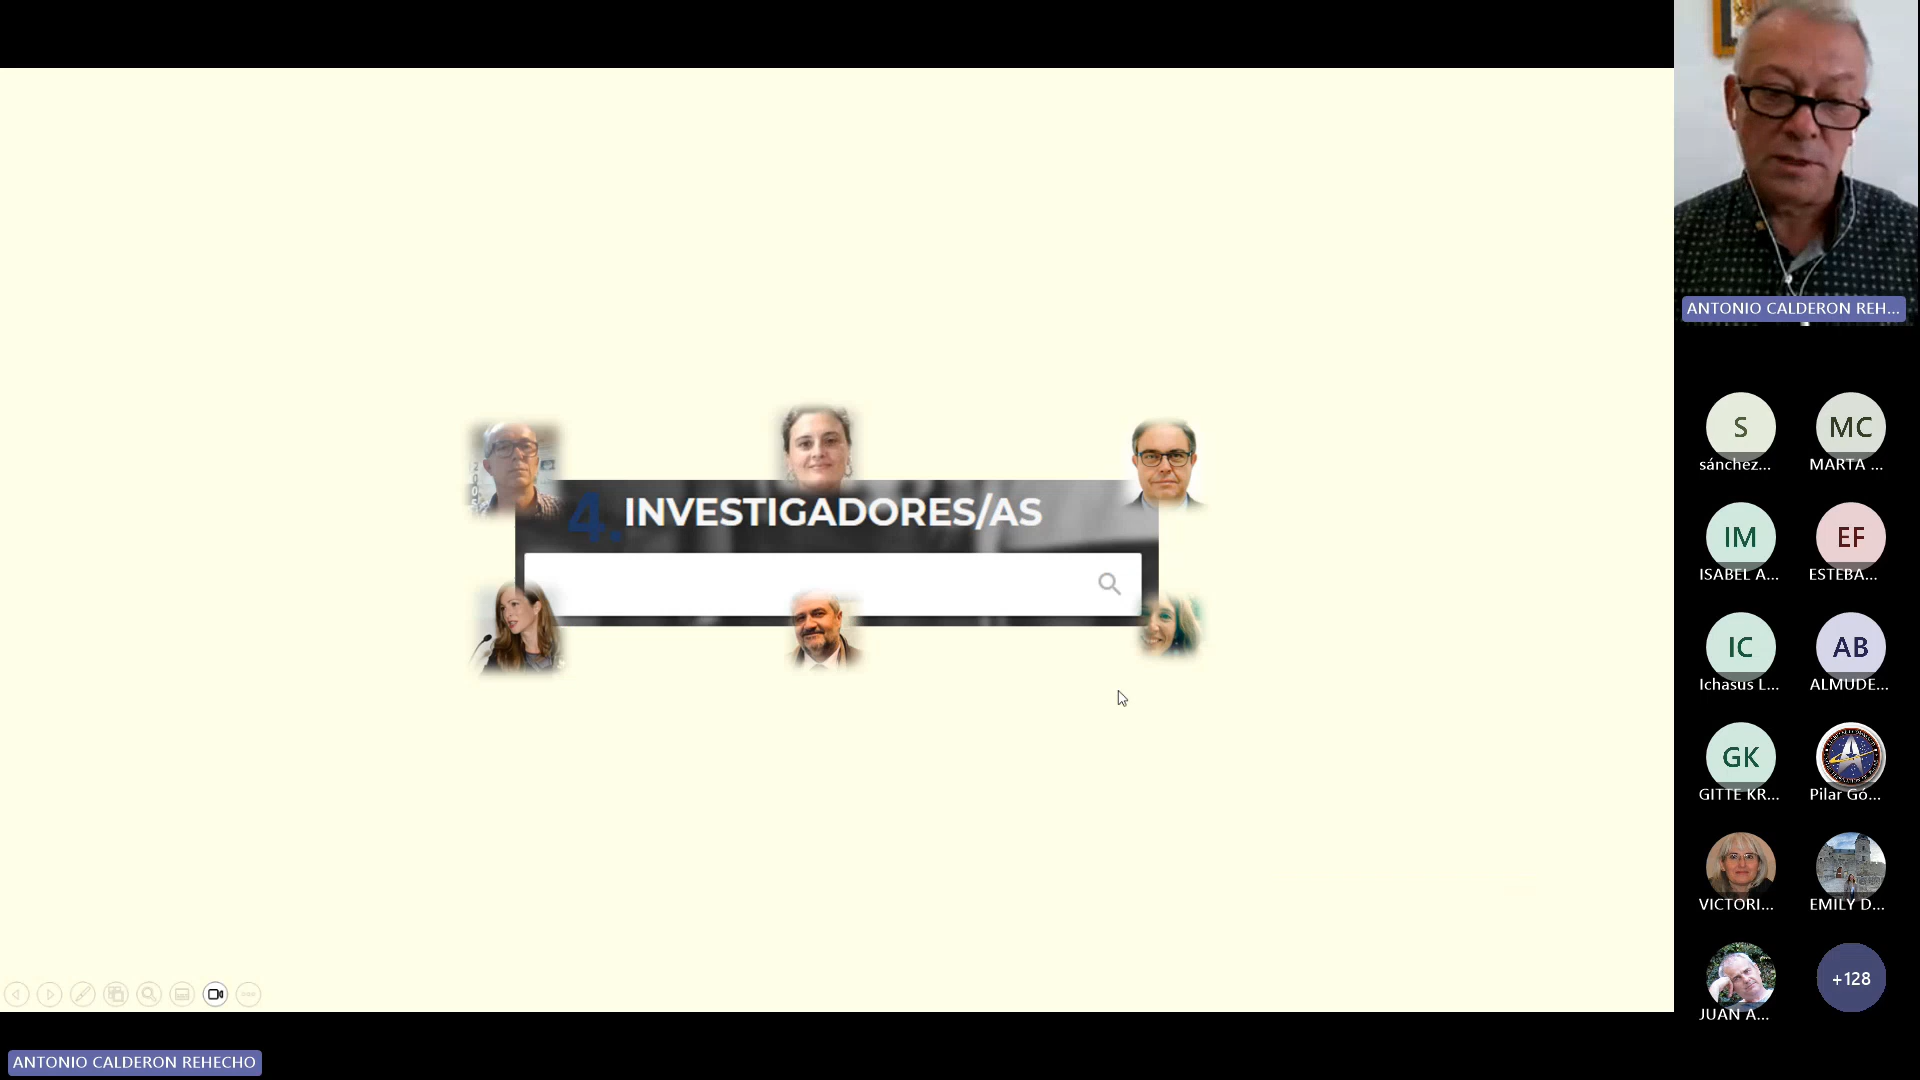 4. INVESTIGADORES/AS
ANTONIO CALDERON REH...
S
sánchez...
MC
MARTA ...
IM
ISABEL A...
EF
ESTEBA...
IC
Ichasus L...
AB
ALMUDE...
GK
GITTE KR...
Pilar Gó...
VICTORI...
EMILY D...
JUAN A...
+128
ANTONIO CALDERON REHECHO